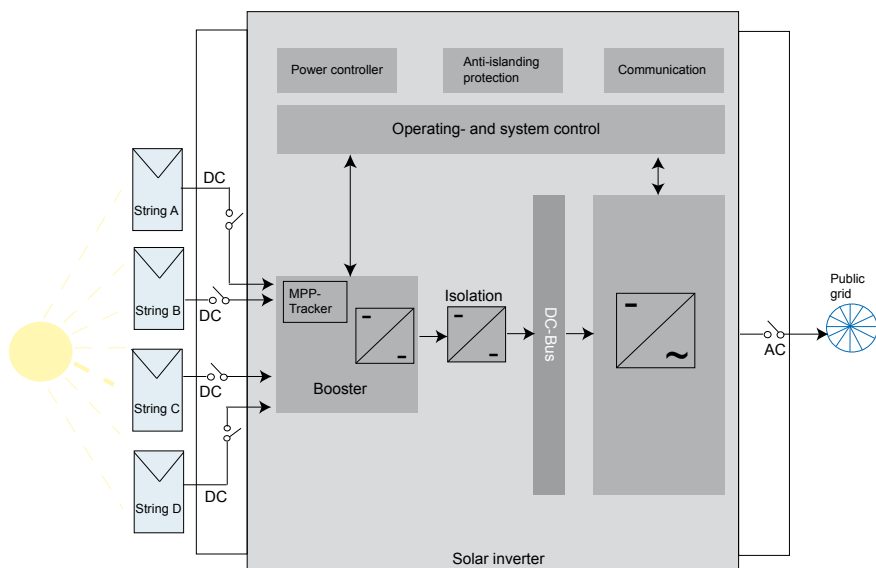 Power controller
Anti-islanding
protection
Communication
Operating- and system control
DC
String A
String B
DC
MPP-
Tracker
Isolation
DC-Bus
Public
grid
AC
Booster
String C
DC
String D
DC
Solar inverter